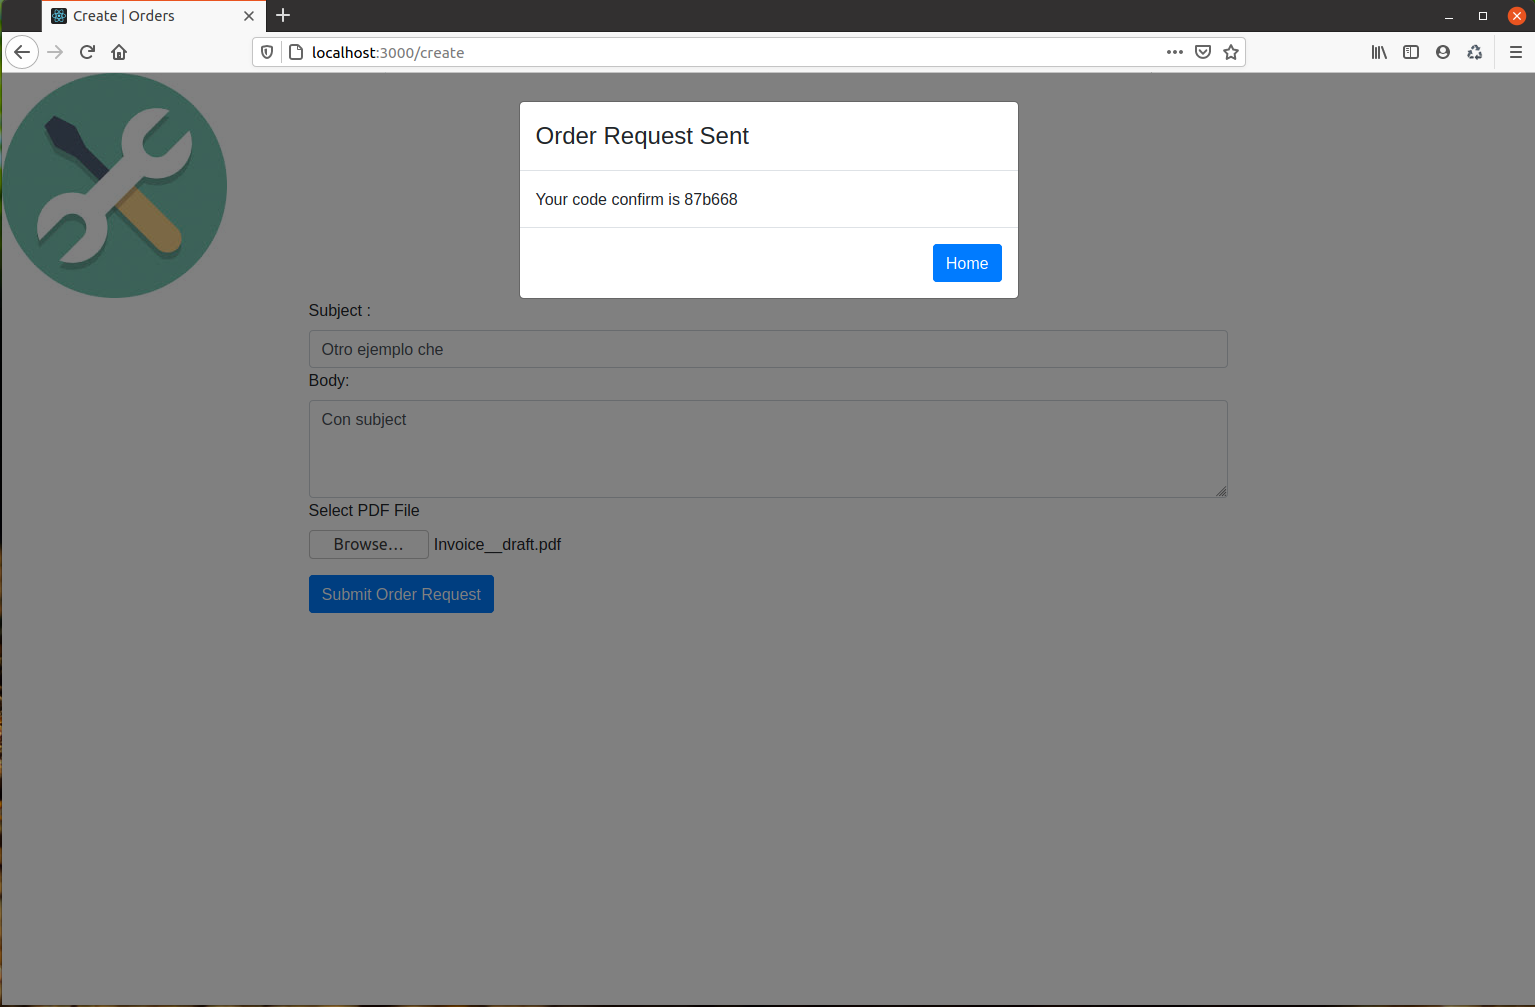 Create | Orders
localhost:3000/create
Order Request Sent
Your code confirm is 87b668
Home
Subject :
Otro ejemplo che
Body:
Con subject
Select PDF File
Browse... Invoice__draft.pdf
Submit Order Request